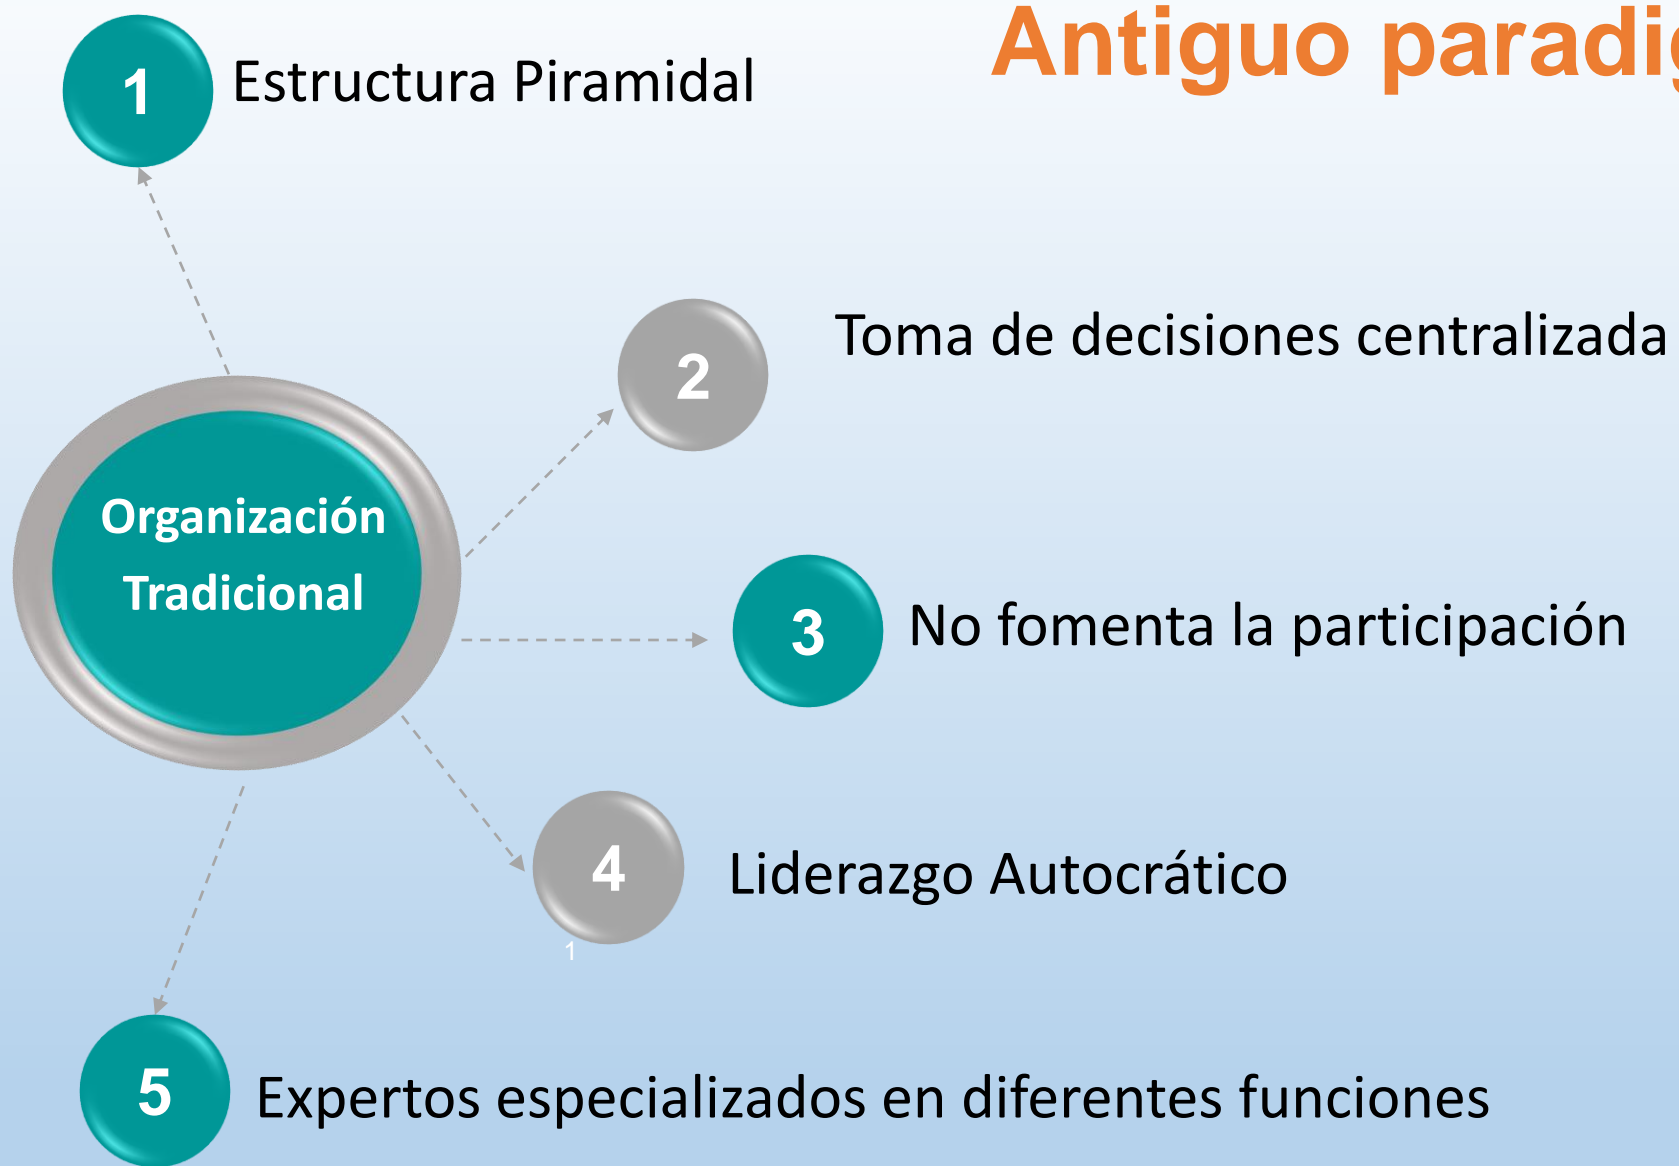 Antiguo
1
Estructura Piramidal
2
Toma de decisiones centralizada
Organización
Tradicional
3
No fomenta la participación
4
Liderazgo Autocrático
1
5
Expertos especializados en diferentes funciones